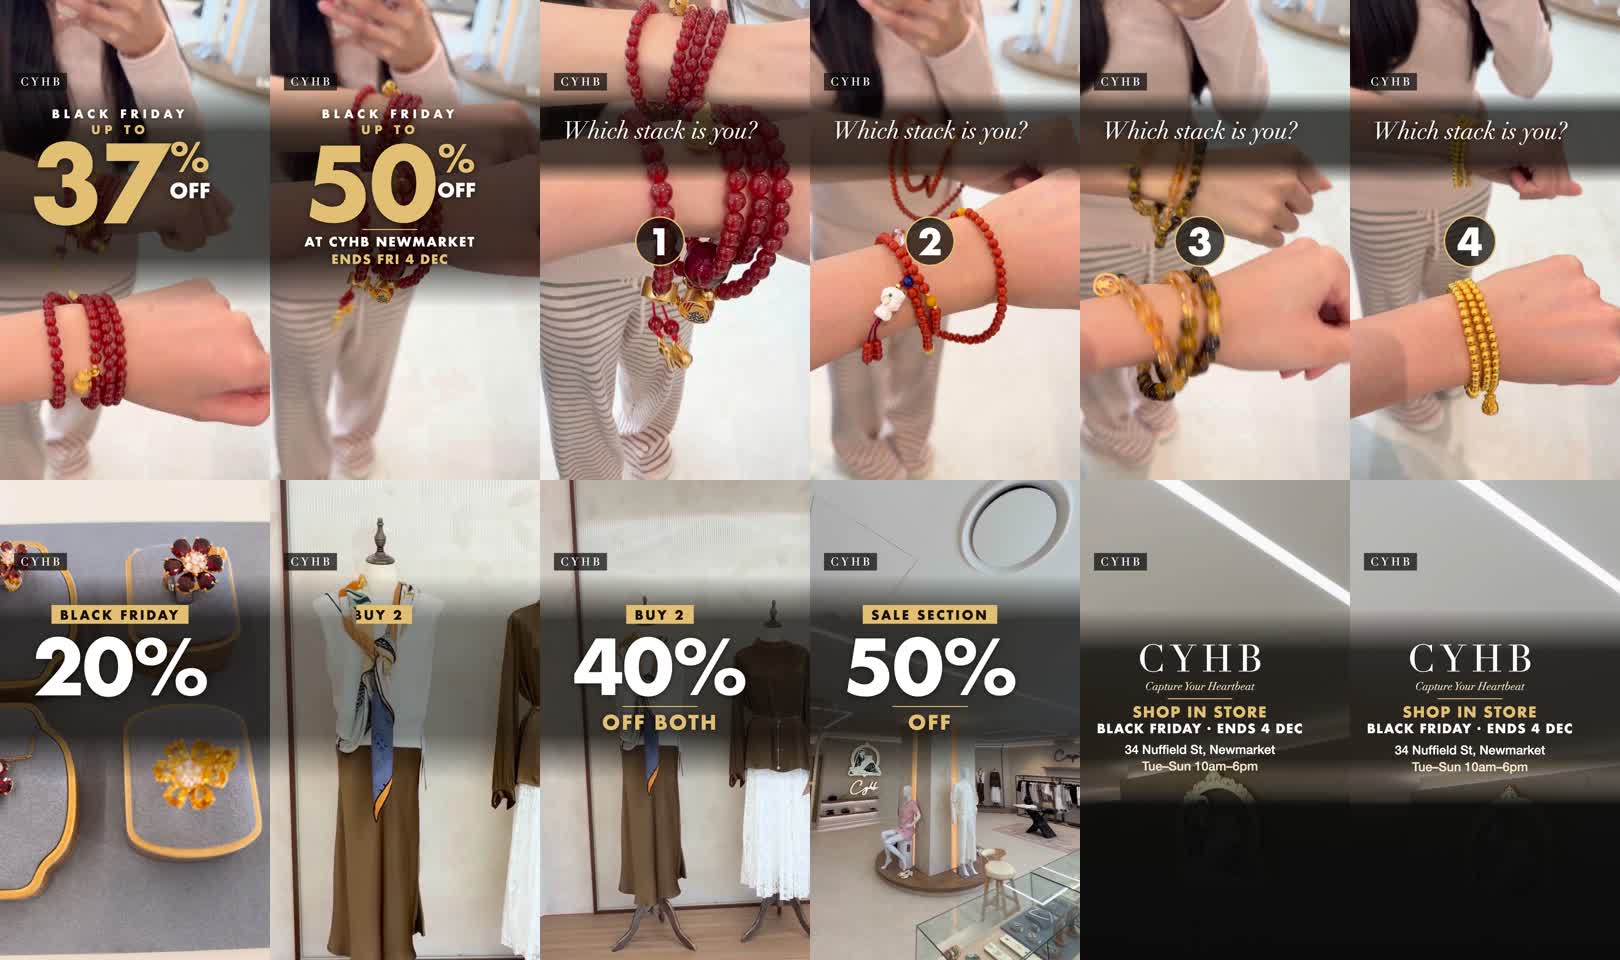 CYHB
BLACK FRIDAY
UP TO
37%
OFF
CYHB
BLACK FRIDAY
UP TO
50%
OFF
AT CYHB NEWMARKET
ENDS FRI 4 DEC
CYHB
Which stack is you?
1
CYHB
Which stack is you?
2
CYHB
Which stack is you?
3
CYHB
Which stack is you?
4
CYHB
BLACK FRIDAY
20%
CYHB
BUY 2
CYHB
BUY 2
40%
OFF BOTH
CYHB
SALE SECTION
50%
OFF
Cyhb
CYHB
CYHB
Capture Your Heartbeat
SHOP IN STORE
BLACK FRIDAY · ENDS 4 DEC
34 Nuffield St, Newmarket
Tue–Sun 10am–6pm
CYHB
CYHB
Capture Your Heartbeat
SHOP IN STORE
BLACK FRIDAY · ENDS 4 DEC
34 Nuffield St, Newmarket
Tue–Sun 10am–6pm